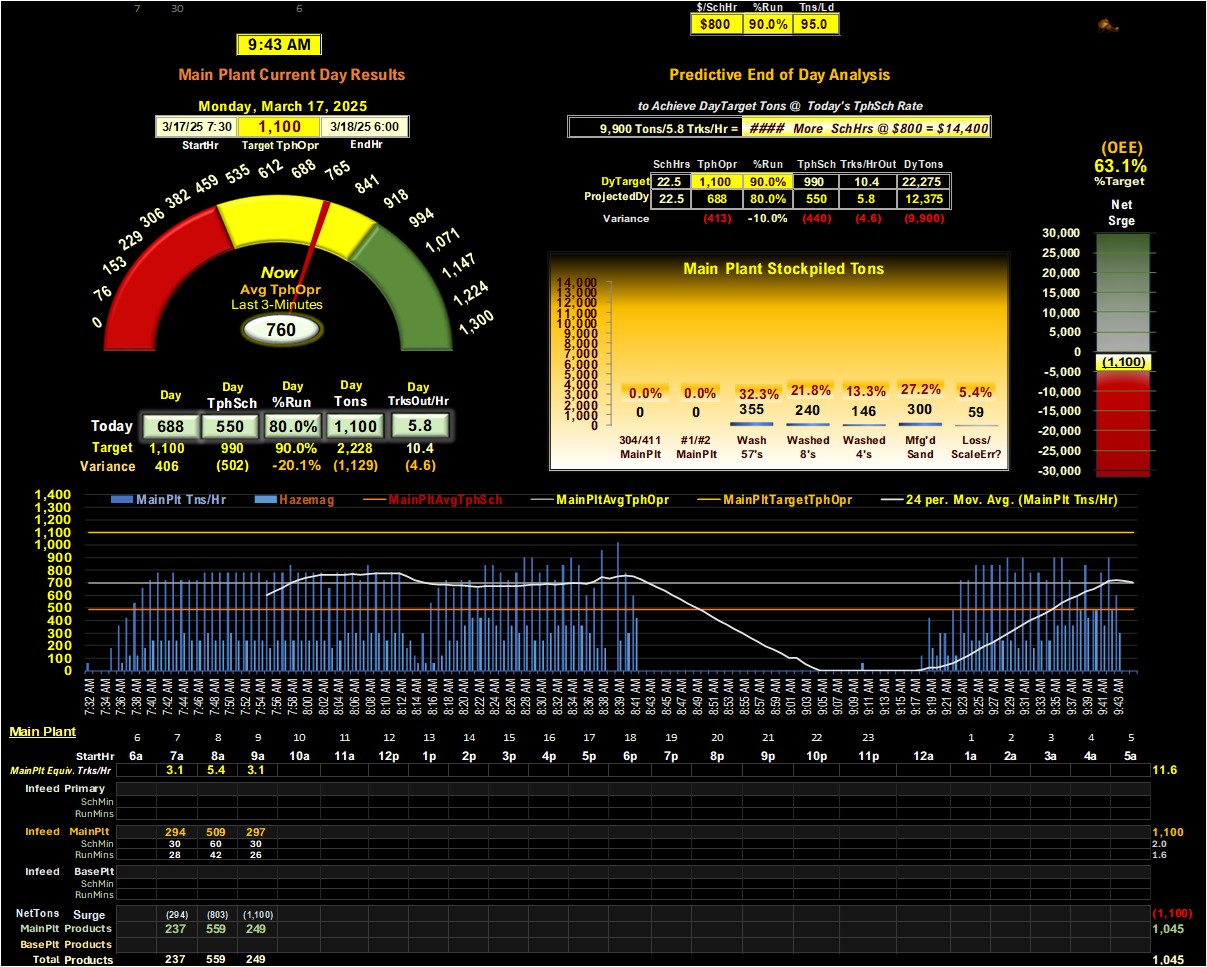 7 30 6
$/SchHr %Run Tns/Ld
$800 90.0% 95.0
9:43 AM
Main Plant Current Day Results
Predictive End of Day Analysis
Monday, March 17, 2025
to Achieve DayTarget Tons @ Today's TphSch Rate
3/17/25 7:30 1,100 3/18/25 6:00
StartHr Target TphOpr EndHr
9,900 Tons/5.8 Trks/Hr = #### More SchHrs @ $800 = $14,400
(OEE)
63.1%
%Target
SchHrs TphOpr %Run TphSch Trks/HrOut DyTons
DyTarget 22.5 1,100 90.0% 990 10.4 22,275
ProjectedDy 22.5 688 80.0% 550 5.8 12,375
Variance (413) -10.0% (440) (4.6) (9,900)
0 76 153 229 306 382 459 535 612 688 765 841 918 994 1,071 1,147 1,224 1,300
Now
Avg TphOpr
Last 3-Minutes
760
Net
Srge
30,000
25,000
20,000
15,000
10,000
5,000
0
(1,100)
-5,000
-10,000
-15,000
-20,000
-25,000
-30,000
Main Plant Stockpiled Tons
14,000
13,000
12,000
11,000
10,000
9,000
8,000
7,000
6,000
5,000
4,000
3,000
2,000
1,000
0
0.0% 0.0% 32.3% 21.8% 13.3% 27.2% 5.4%
0 0 355 240 146 300 59
304/411 #1/#2 Wash Washed Washed Mfg'd Loss/
MainPlt MainPlt 57's 8's 4's Sand ScaleErr?
Day Day Day Day Day
TphSch %Run Tons TrksOut/Hr
Today 688 550 80.0% 1,100 5.8
Target 1,100 990 90.0% 2,228 10.4
Variance 406 (502) -20.1% (1,129) (4.6)
MainPlt Tns/Hr Hazemag MainPltAvgTphSch MainPltAvgTphOpr MainPltTargetTphOpr 24 per. Mov. Avg. (MainPlt Tns/Hr)
1,400
1,300
1,200
1,100
1,000
900
800
700
600
500
400
300
200
100
0
7:32 AM 7:34 AM 7:36 AM 7:38 AM 7:40 AM 7:42 AM 7:44 AM 7:46 AM 7:48 AM 7:50 AM 7:52 AM 7:54 AM 7:56 AM 7:58 AM 8:00 AM 8:02 AM 8:04 AM 8:06 AM 8:08 AM 8:10 AM 8:12 AM 8:14 AM 8:16 AM 8:18 AM 8:20 AM 8:22 AM 8:24 AM 8:26 AM 8:28 AM 8:30 AM 8:32 AM 8:34 AM 8:36 AM 8:38 AM 8:39 AM 8:41 AM 8:43 AM 8:45 AM 8:47 AM 8:49 AM 8:51 AM 8:53 AM 8:55 AM 8:57 AM 8:59 AM 9:01 AM 9:03 AM 9:05 AM 9:07 AM 9:09 AM 9:11 AM 9:13 AM 9:15 AM 9:17 AM 9:19 AM 9:21 AM 9:23 AM 9:25 AM 9:27 AM 9:29 AM 9:31 AM 9:33 AM 9:35 AM 9:37 AM 9:39 AM 9:41 AM 9:43 AM
Main Plant
6 7 8 9 10 11 12 13 14 15 16 17 18 19 20 21 22 23 1 2 3 4 5
StartHr 6a 7a 8a 9a 10a 11a 12p 1p 2p 3p 4p 5p 6p 7p 8p 9p 10p 11p 12a 1a 2a 3a 4a 5a
MainPlt Equiv. Trks/Hr 3.1 5.4 3.1 11.6
Infeed Primary
SchMin
RunMins
Infeed MainPlt 294 509 297 1,100
SchMin 30 60 30 2.0
RunMins 28 42 26 1.6
Infeed BasePlt
SchMin
RunMins
NetTons Surge (294) (803) (1,100) (1,100)
MainPlt Products 237 559 249 1,045
BasePlt Products
Total Products 237 559 249 1,045